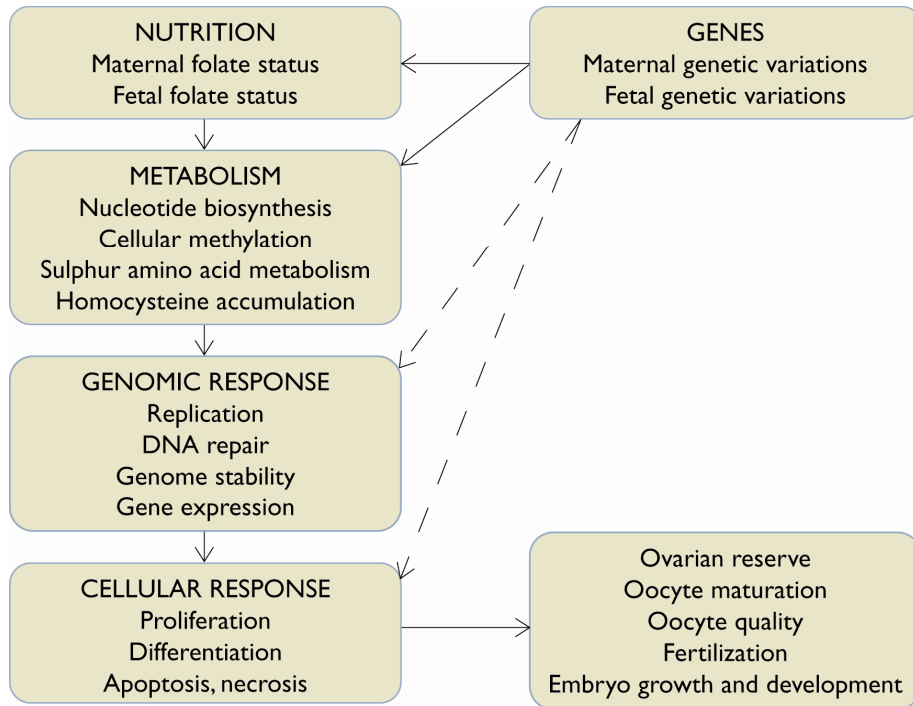 NUTRITION
Maternal folate status
Fetal folate status
GENES
Maternal genetic variations
Fetal genetic variations
METABOLISM
Nucleotide biosynthesis
Cellular methylation
Sulphur amino acid metabolism
Homocysteine accumulation
GENOMIC RESPONSE
Replication
DNA repair
Genome stability
Gene expression
CELLULAR RESPONSE
Proliferation
Differentiation
Apoptosis, necrosis
Ovarian reserve
Oocyte maturation
Oocyte quality
Fertilization
Embryo growth and development